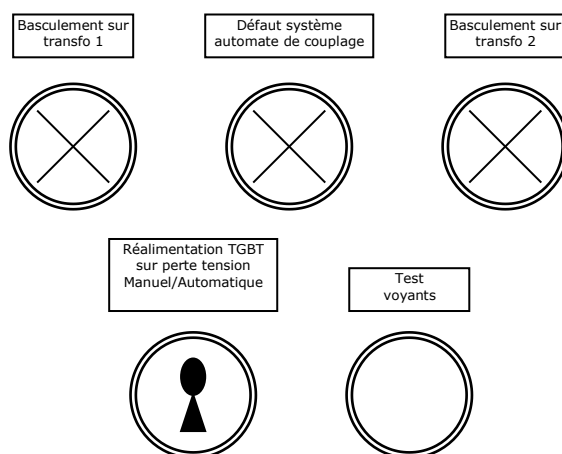 Basculement sur
transfo 1
Défaut système
automate de couplage
Basculement sur
transfo 2
Réalimentation TGBT
sur perte tension
Manuel/Automatique
Test
voyants